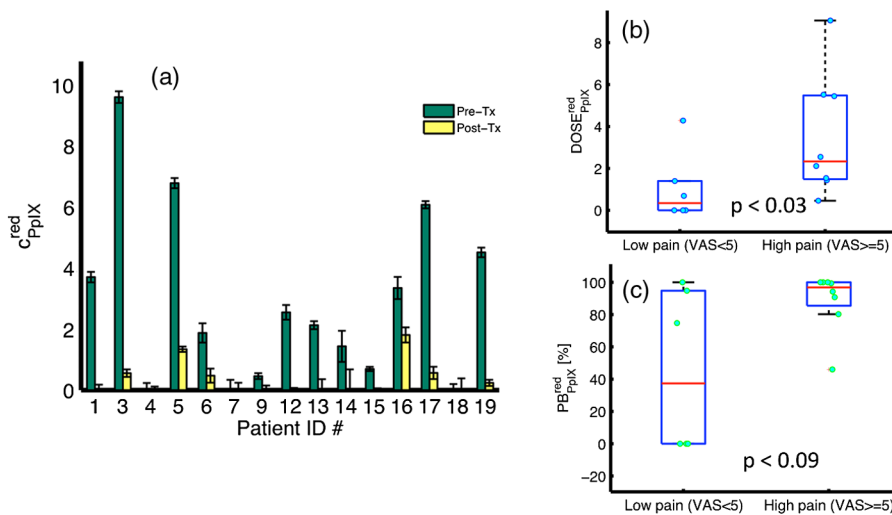 (a)
10
8
6
4
2
0
c^red_PpIX
Pre-Tx
Post-Tx
1 3 4 5 6 7 9 12 13 14 15 16 17 18 19
Patient ID #
(b)
8
6
4
2
0
DOSE^red_PpIX
p < 0.03
Low pain (VAS<5) High pain (VAS>=5)
(c)
100
80
60
40
20
0
−20
PB^red_PpIX [%]
p < 0.09
Low pain (VAS<5) High pain (VAS>=5)